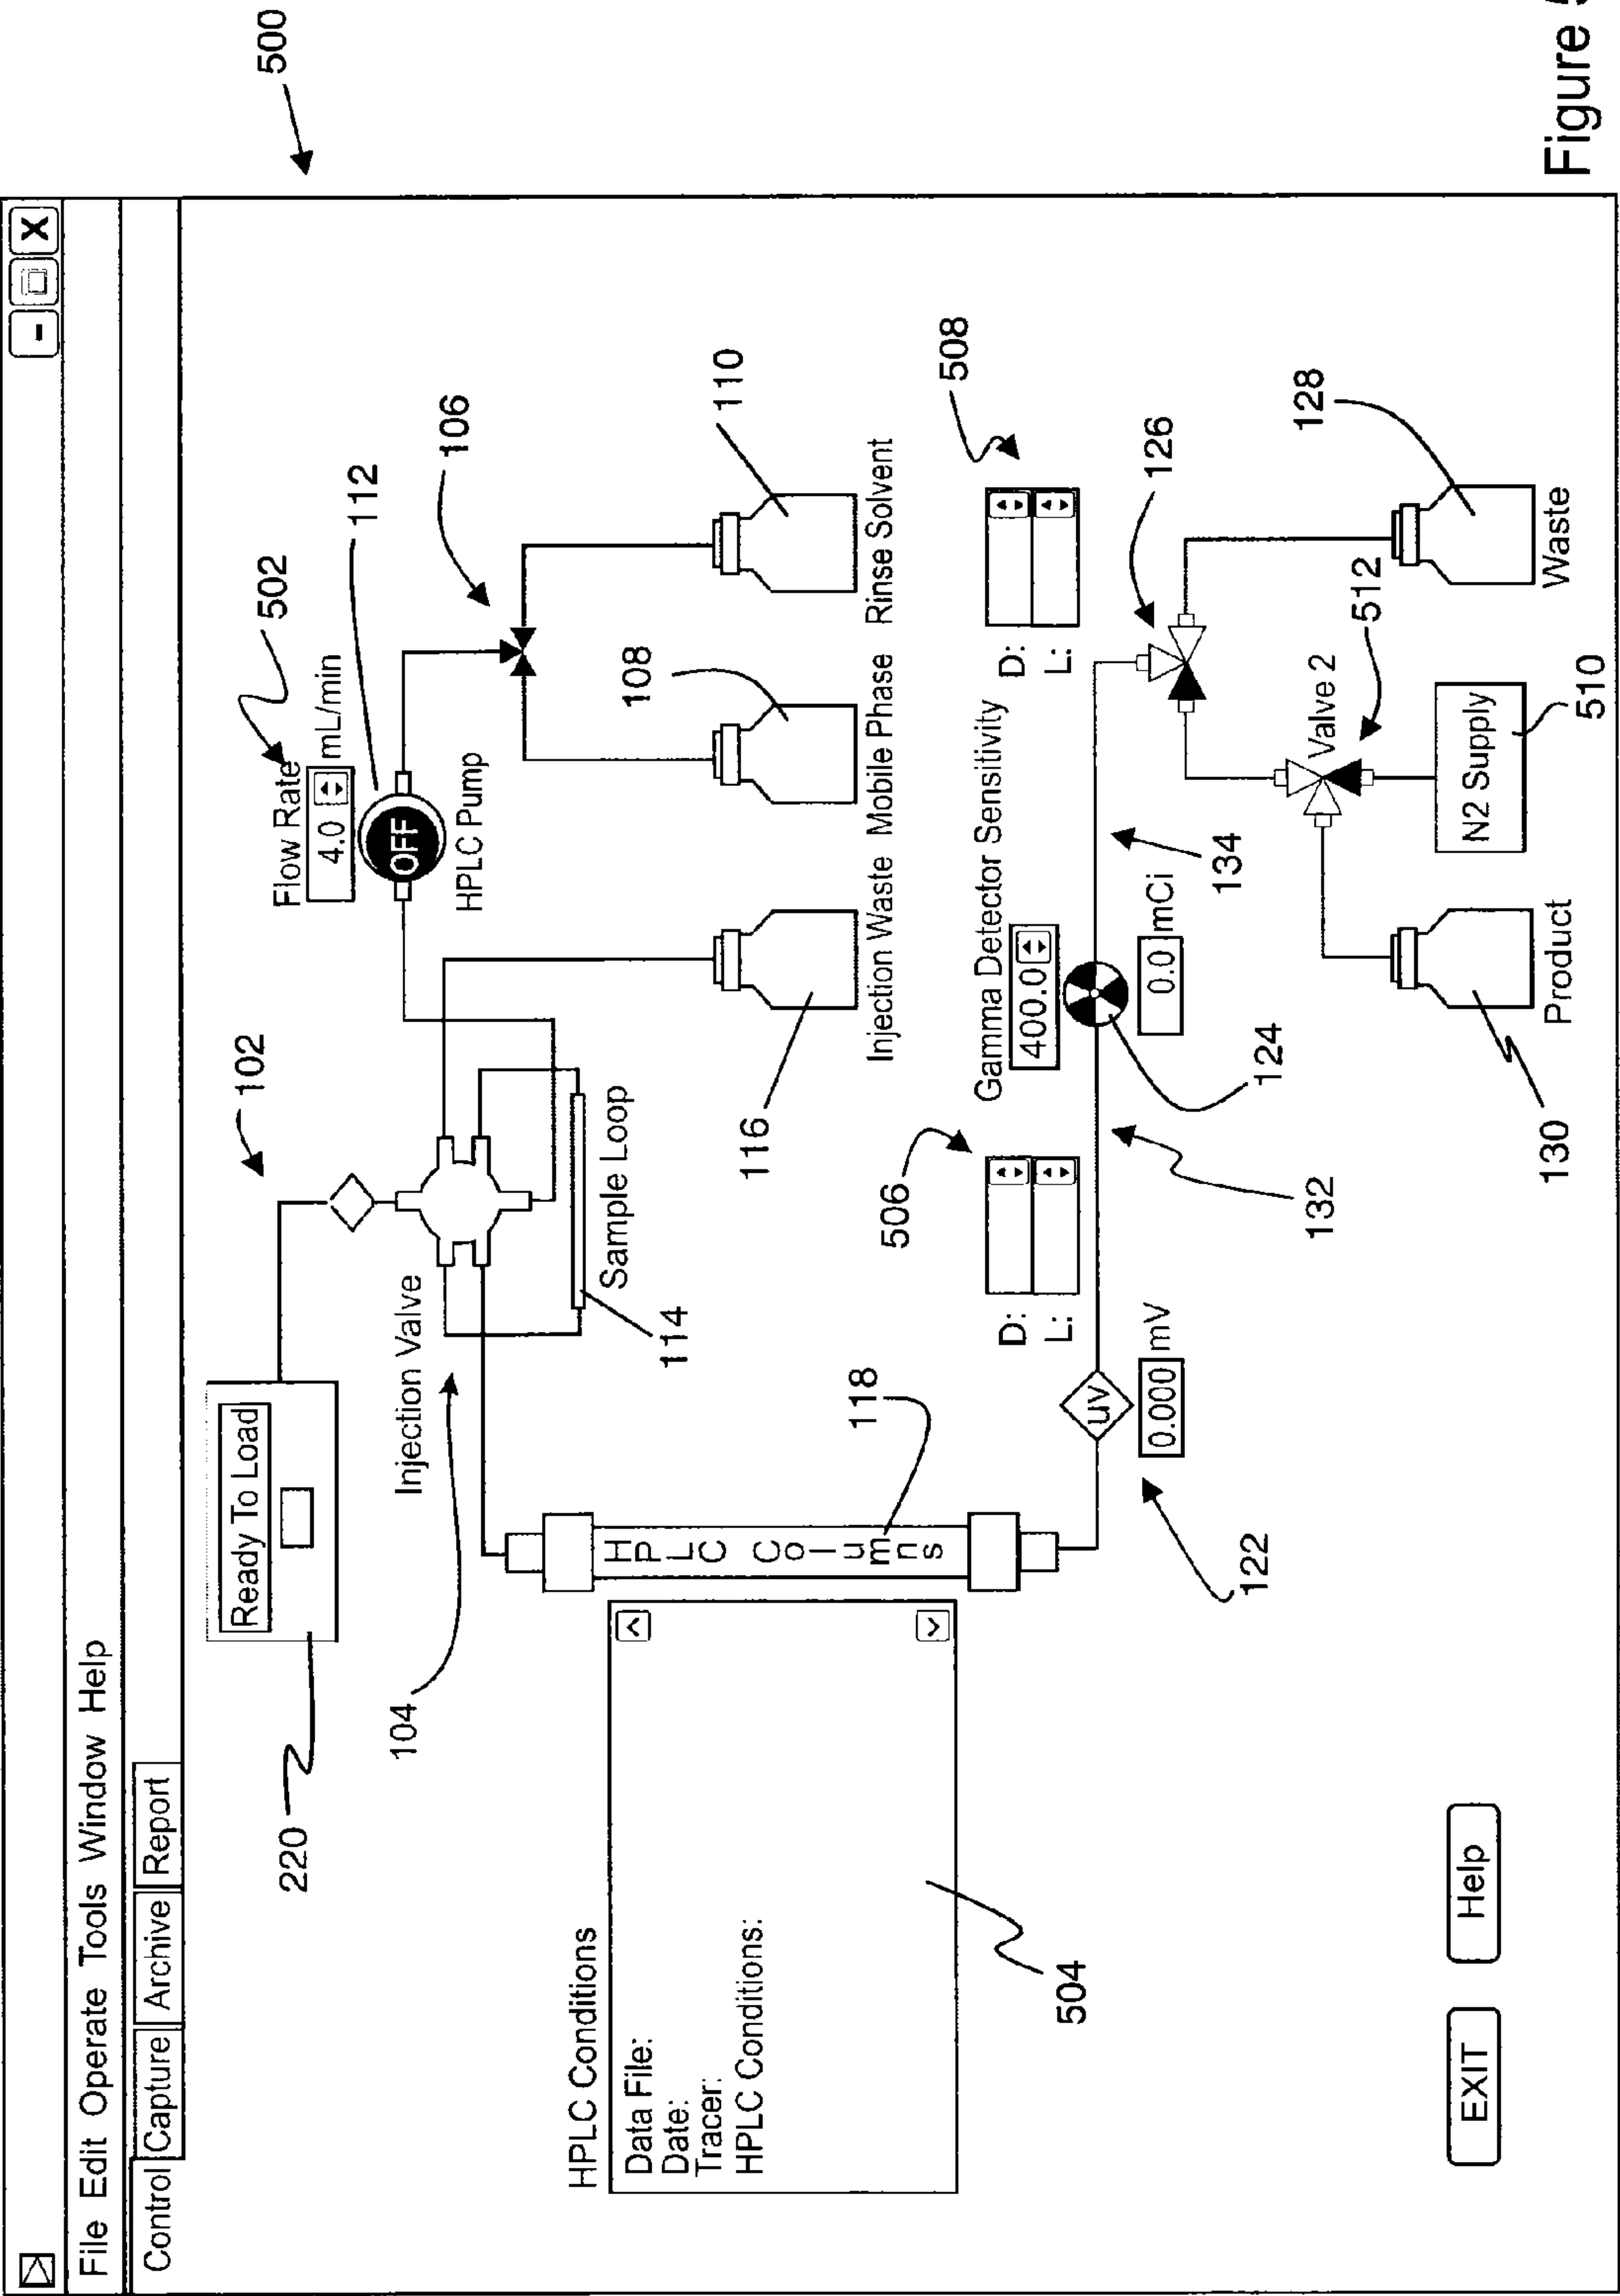 500
File Edit Operate Tools Window Help
Control Capture Archive Report
220
Ready To Load
102
Flow Rate
502
4.0 mL/min
112
OFF
HPLC Pump
106
104
Injection Valve
Sample Loop
114
116
108
110
Injection Waste Mobile Phase Rinse Solvent
HPLC Conditions
Data File:
Date:
Tracer:
HPLC Conditions:
504
HPLC Columns
118
506
D:
L:
Gamma Detector Sensitivity
400.0
508
D:
L:
uv
0.000 mV
122
132
124
0.0 mCi
134
126
128
Valve 2
512
130
Product
N2 Supply
510
Waste
EXIT
Help
Figure